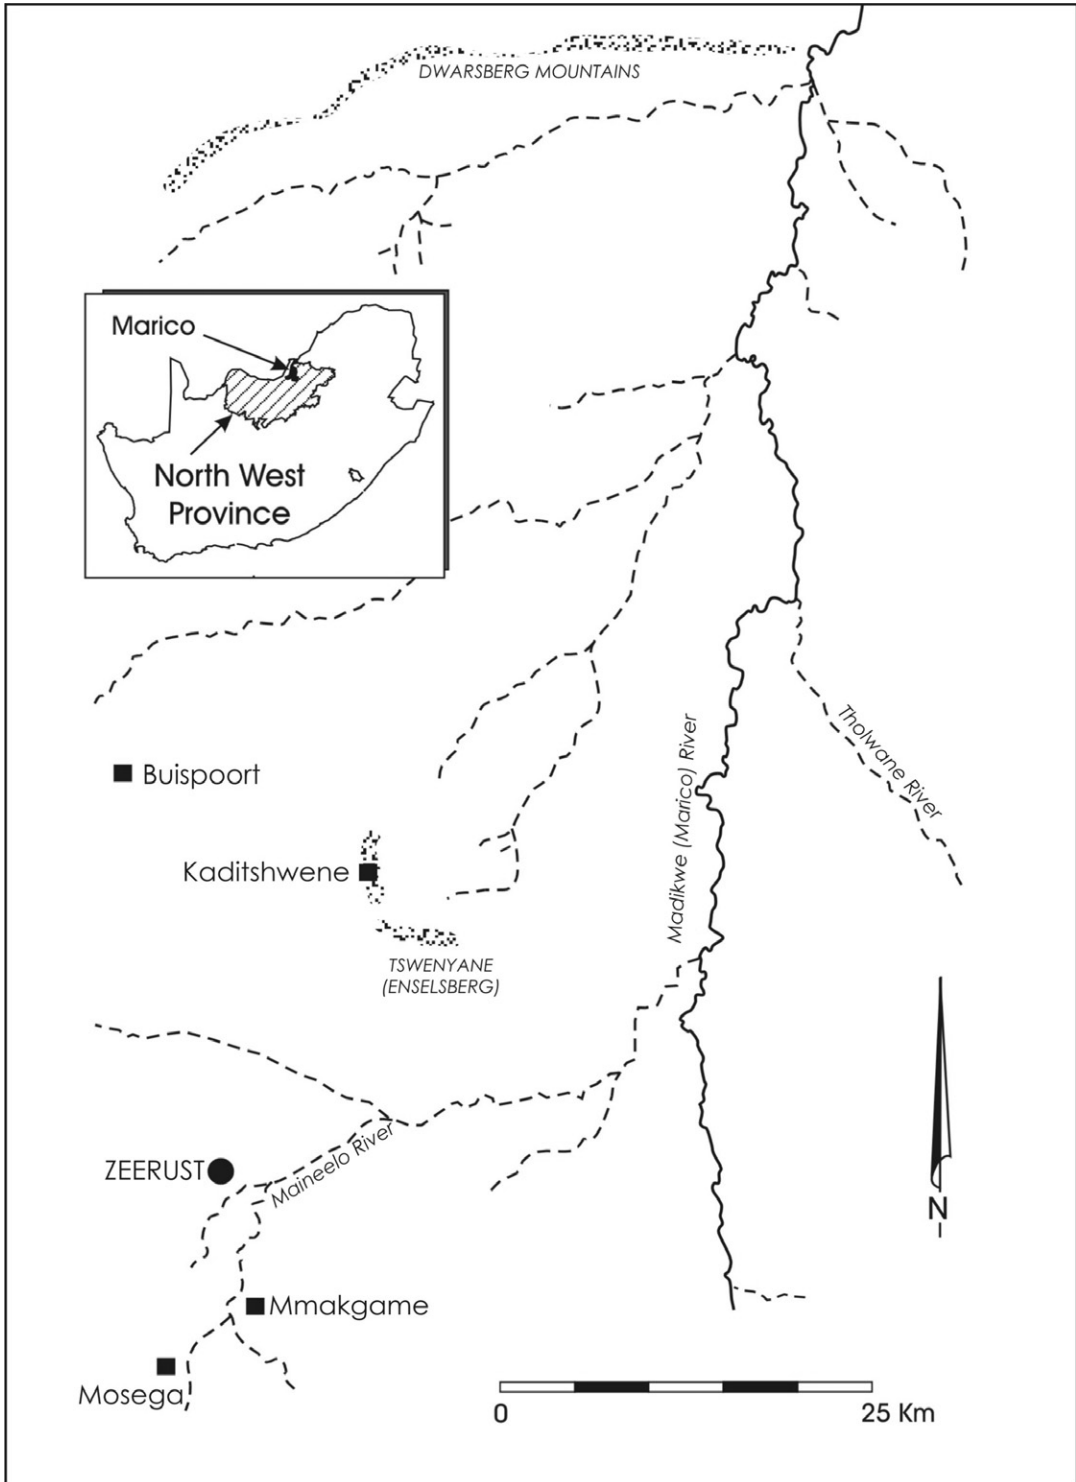 DWARSBERG MOUNTAINS
Marico
North West
Province
Tholwane River
Madikwe (Marico) River
Buispoort
Kaditshwene
TSWENYANE
(ENSELSBERG)
ZEERUST
Maineelo River
N
Mmakgame
Mosega
0
25 Km